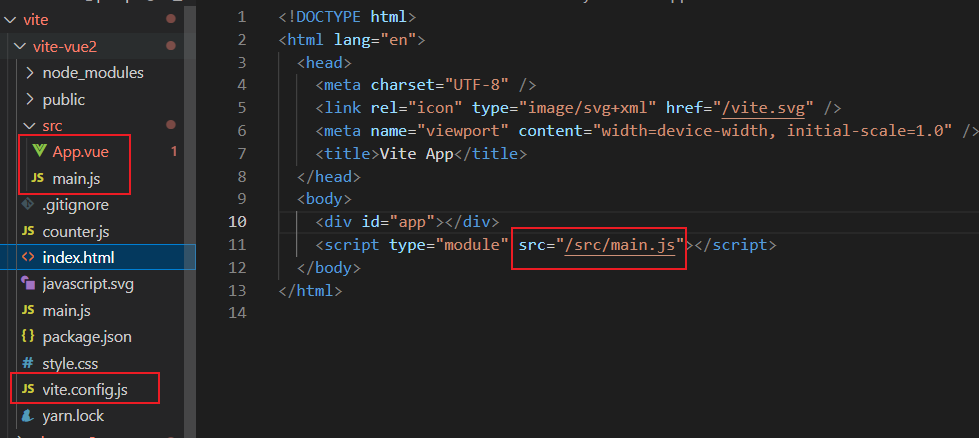 vite
vite-vue2
node_modules
public
src
App.vue 1
main.js
.gitignore
counter.js
index.html
javascript.svg
main.js
package.json
style.css
vite.config.js
yarn.lock
1 <!DOCTYPE html>
2 <html lang="en">
3 <head>
4 <meta charset="UTF-8" />
5 <link rel="icon" type="image/svg+xml" href="/vite.svg" />
6 <meta name="viewport" content="width=device-width, initial-scale=1.0" />
7 <title>Vite App</title>
8 </head>
9 <body>
10 <div id="app"></div>
11 <script type="module" src="/src/main.js"></script>
12 </body>
13 </html>
14